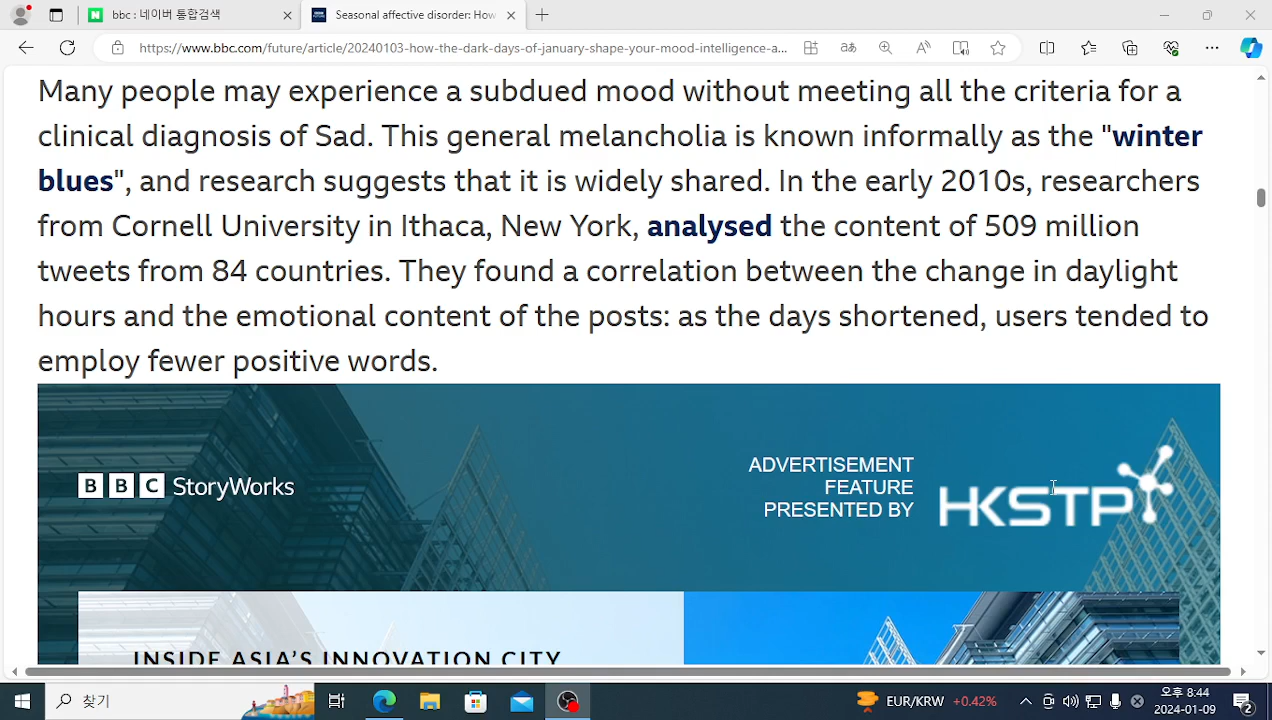 bbc : 네이버 통합검색
Seasonal affective disorder: How
https://www.bbc.com/future/article/20240103-how-the-dark-days-of-january-shape-your-mood-intelligence-a...
Many people may experience a subdued mood without meeting all the criteria for a
clinical diagnosis of Sad. This general melancholia is known informally as the "winter
blues", and research suggests that it is widely shared. In the early 2010s, researchers
from Cornell University in Ithaca, New York, analysed the content of 509 million
tweets from 84 countries. They found a correlation between the change in daylight
hours and the emotional content of the posts: as the days shortened, users tended to
employ fewer positive words.
BBC StoryWorks
ADVERTISEMENT
FEATURE
PRESENTED BY
HKSTP
INSIDE ASIA'S INNOVATION CITY
찾기
EUR/KRW +0.42%
오후 8:44
2024-01-09
2